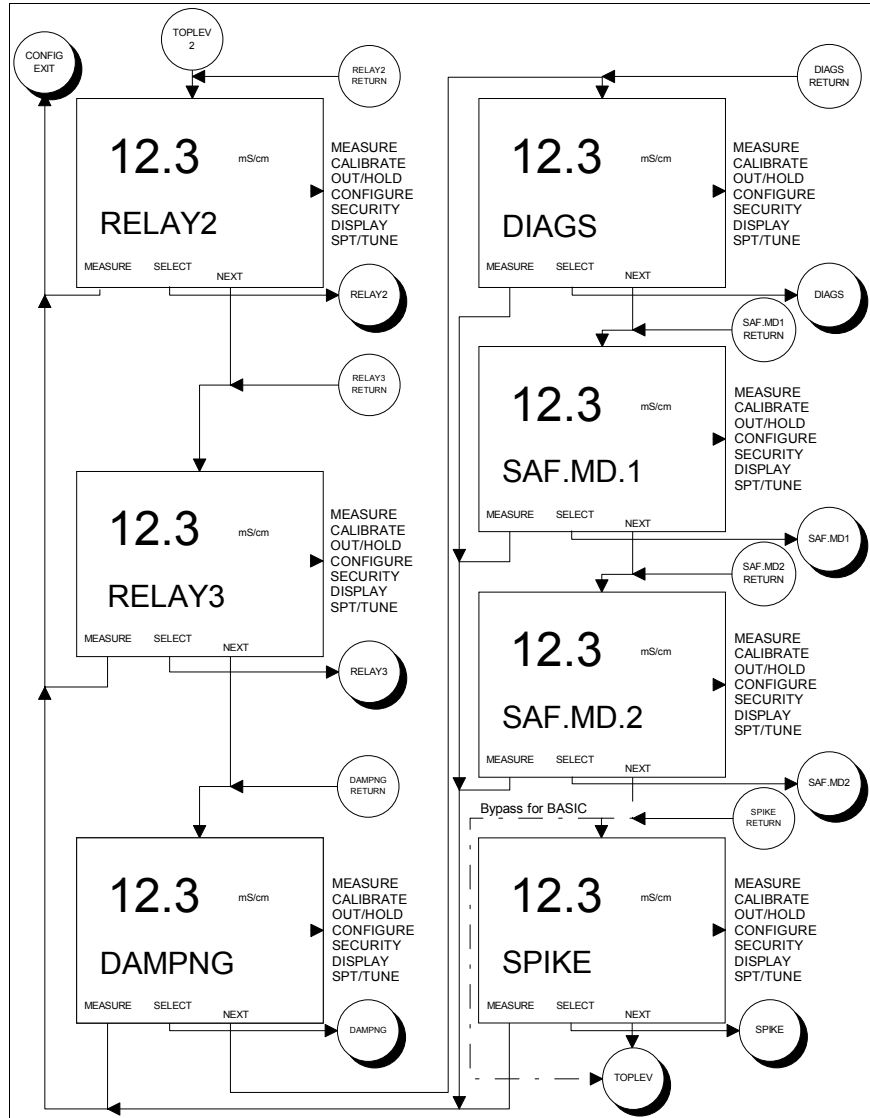 CONFIG
EXIT
TOPLEV
2
RELAY2
RETURN
12.3 mS/cm
RELAY2
MEASURE SELECT NEXT
MEASURE
CALIBRATE
OUT/HOLD
CONFIGURE
SECURITY
DISPLAY
SPT/TUNE
RELAY2
RELAY3
RETURN
12.3 mS/cm
RELAY3
MEASURE SELECT NEXT
MEASURE
CALIBRATE
OUT/HOLD
CONFIGURE
SECURITY
DISPLAY
SPT/TUNE
RELAY3
DAMPNG
RETURN
12.3 mS/cm
DAMPNG
MEASURE SELECT NEXT
MEASURE
CALIBRATE
OUT/HOLD
CONFIGURE
SECURITY
DISPLAY
SPT/TUNE
DAMPNG
DIAGS
RETURN
12.3 mS/cm
DIAGS
MEASURE SELECT NEXT
MEASURE
CALIBRATE
OUT/HOLD
CONFIGURE
SECURITY
DISPLAY
SPT/TUNE
DIAGS
SAF.MD1
RETURN
12.3 mS/cm
SAF.MD.1
MEASURE SELECT NEXT
MEASURE
CALIBRATE
OUT/HOLD
CONFIGURE
SECURITY
DISPLAY
SPT/TUNE
SAF.MD1
SAF.MD2
RETURN
12.3 mS/cm
SAF.MD.2
MEASURE SELECT NEXT
MEASURE
CALIBRATE
OUT/HOLD
CONFIGURE
SECURITY
DISPLAY
SPT/TUNE
SAF.MD2
Bypass for BASIC
SPIKE
RETURN
12.3 mS/cm
SPIKE
MEASURE SELECT NEXT
MEASURE
CALIBRATE
OUT/HOLD
CONFIGURE
SECURITY
DISPLAY
SPT/TUNE
SPIKE
TOPLEV